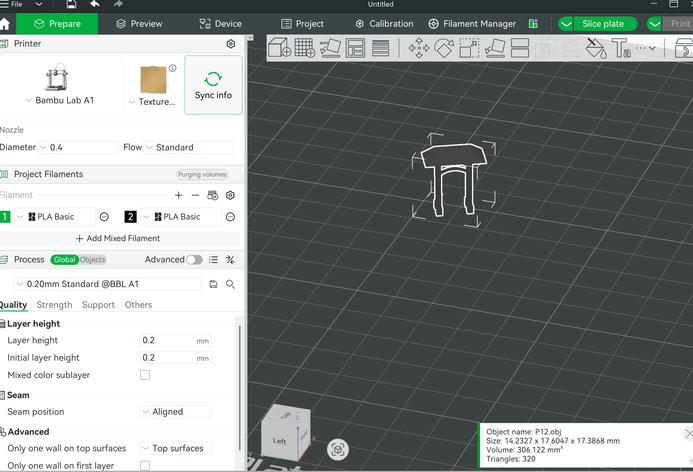 File
Untitled
Prepare
Preview
Device
Project
Calibration
Filament Manager
Slice plate
Print
Printer
Bambu Lab A1
Texture...
Sync info
Nozzle
Diameter 0.4 Flow Standard
Project Filaments
Purging volumes
Filament
1 PLA Basic 2 PLA Basic
+ Add Mixed Filament
Process Global Objects Advanced
0.20mm Standard @BBL A1
Quality Strength Support Others
Layer height
Layer height 0.2 mm
Initial layer height 0.2 mm
Mixed color sublayer
Seam
Seam position Aligned
Advanced
Only one wall on top surfaces Top surfaces
Only one wall on first layer
Left
Object name: P12.obj
Size: 14.2327 x 17.6047 x 17.3868 mm
Volume: 306.122 mm³
Triangles: 320